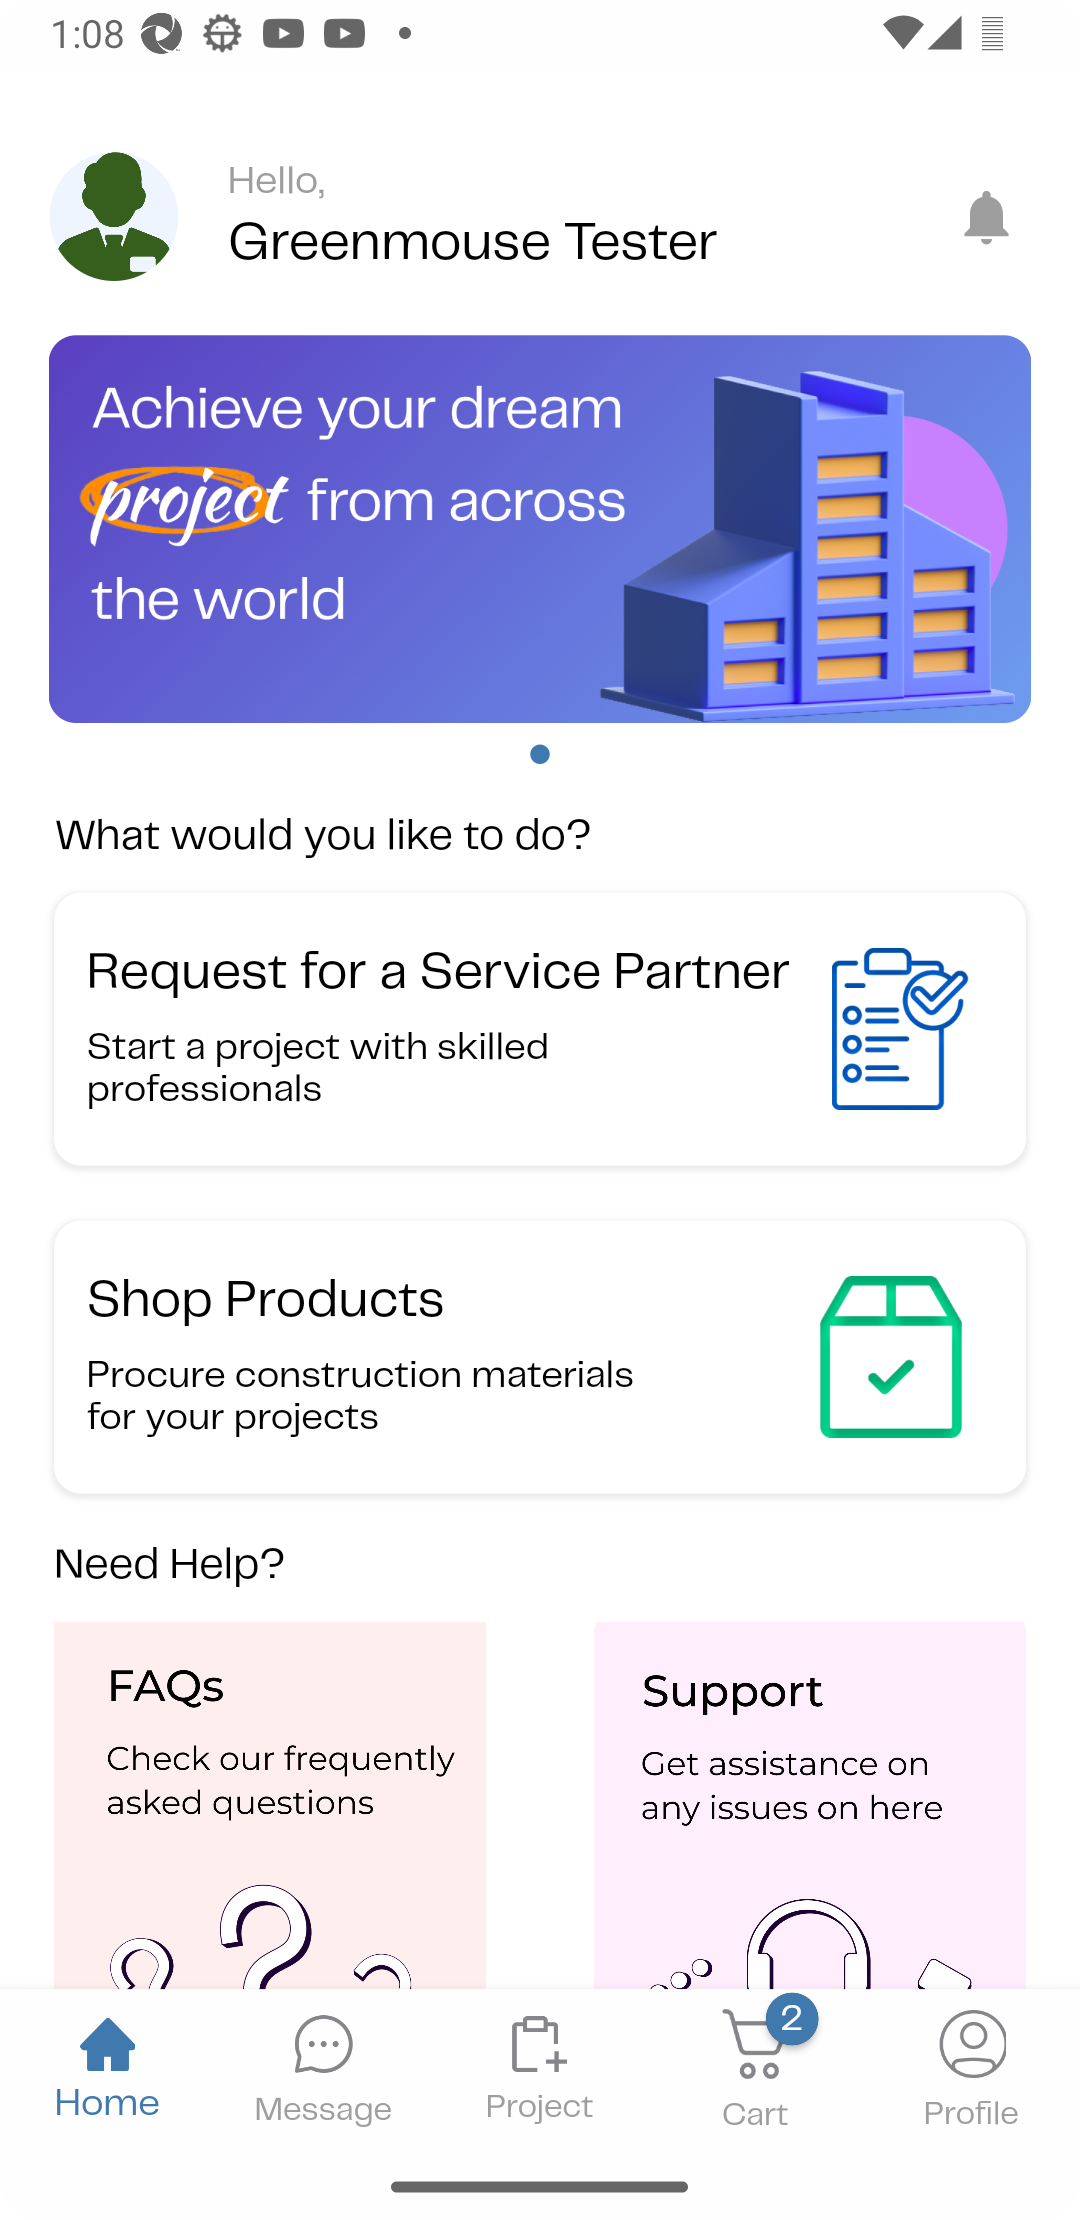 1:08
Hello,
Greenmouse Tester
Achieve your dream
project from across
the world
What would you like to do?
Request for a Service Partner
Start a project with skilled
professionals
Shop Products
Procure construction materials
for your projects
Need Help?
FAQs
Check our frequently
asked questions
Support
Get assistance on
any issues on here
2
Home
Message
Project
Cart
Profile